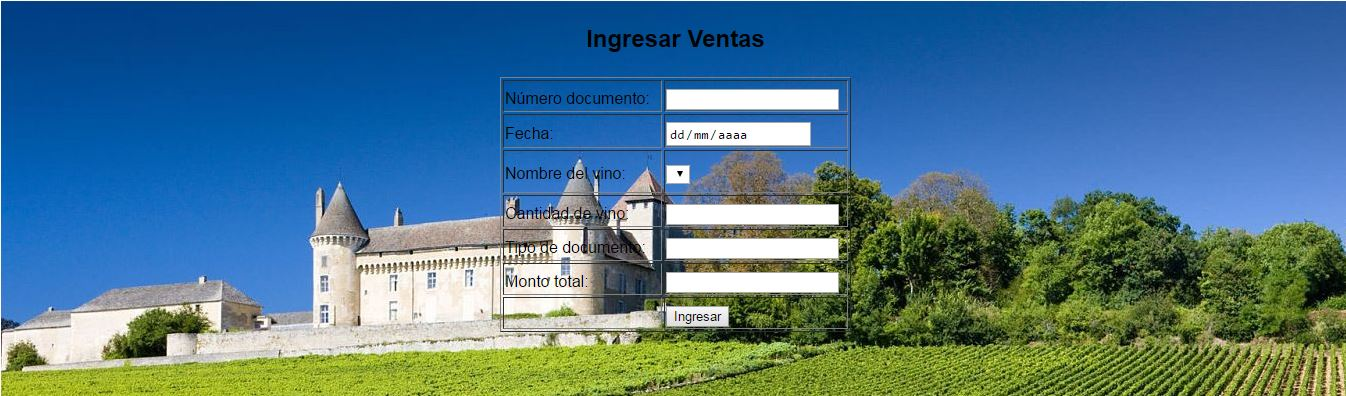 Ingresar Ventas
Número documento:
Fecha: dd/mm/aaaa
Nombre del vino:
Cantidad de vino:
Tipo de documento:
Monto total:
Ingresar